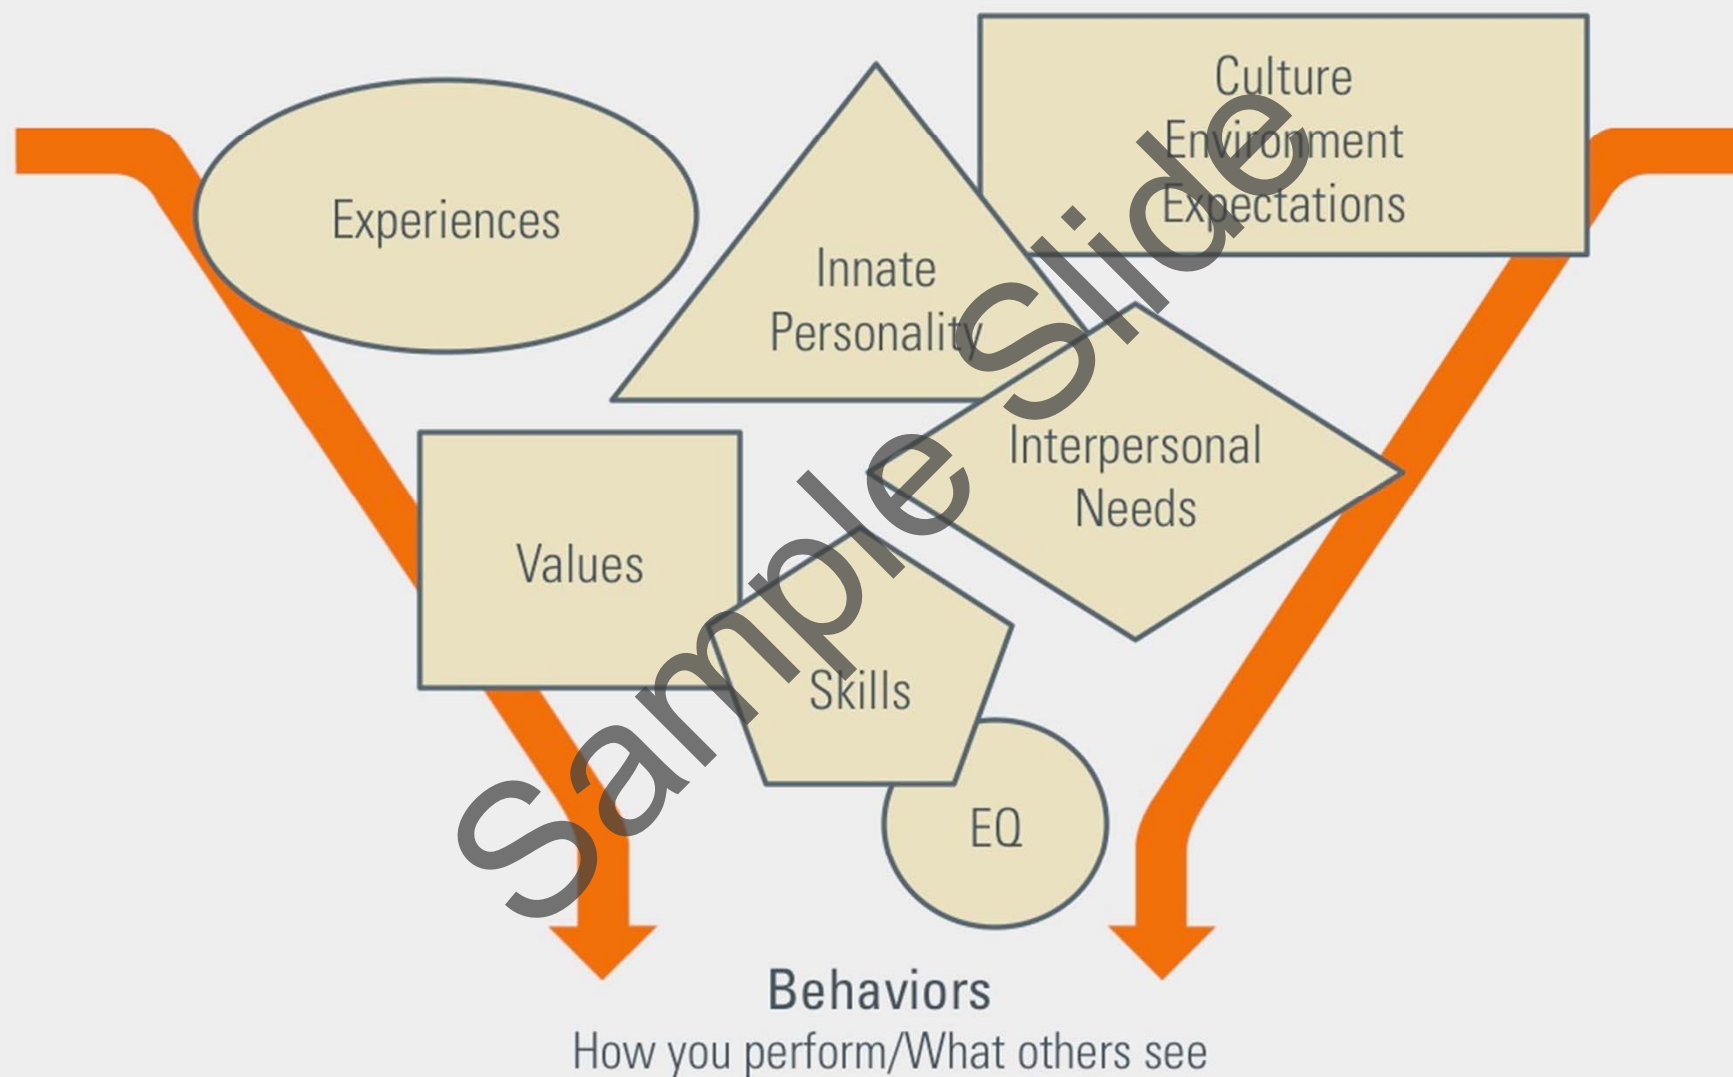 Culture
Environment
Expectations
Experiences
Innate
Personality
Interpersonal
Needs
Values
Skills
EQ
Sample Slide
Behaviors
How you perform/What others see